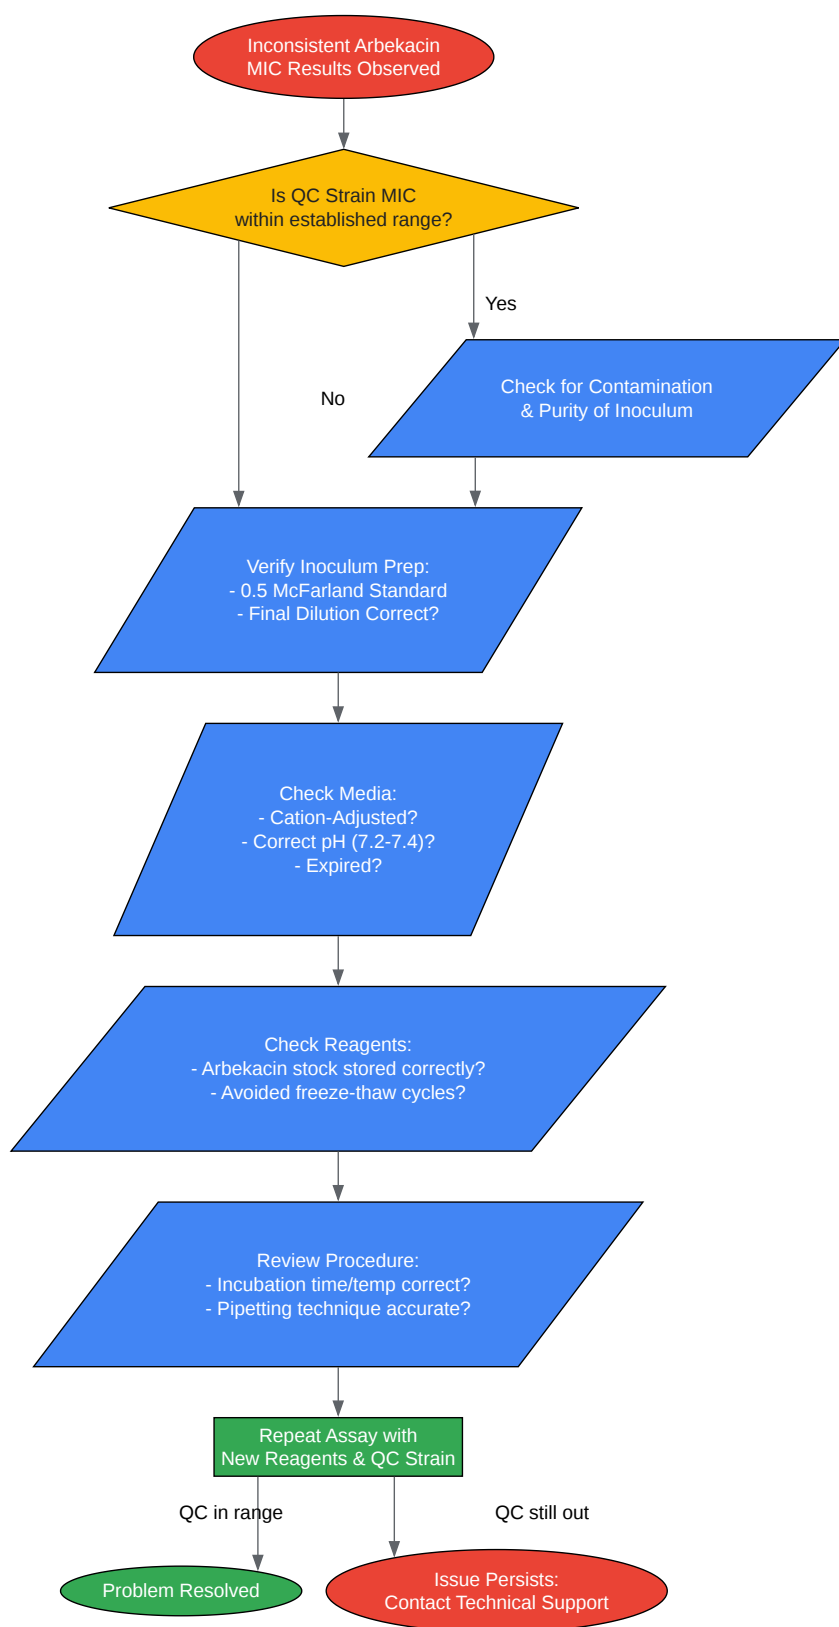 Inconsistent Arbekacin
MIC Results Observed
Is QC Strain MIC
within established range?
Yes
Check for Contamination
& Purity of Inoculum
No
Verify Inoculum Prep:
- 0.5 McFarland Standard
- Final Dilution Correct?
Check Media:
- Cation-Adjusted?
- Correct pH (7.2-7.4)?
- Expired?
Check Reagents:
- Arbekacin stock stored correctly?
- Avoided freeze-thaw cycles?
Review Procedure:
- Incubation time/temp correct?
- Pipetting technique accurate?
Repeat Assay with
New Reagents & QC Strain
QC in range
QC still out
Problem Resolved
Issue Persists:
Contact Technical Support